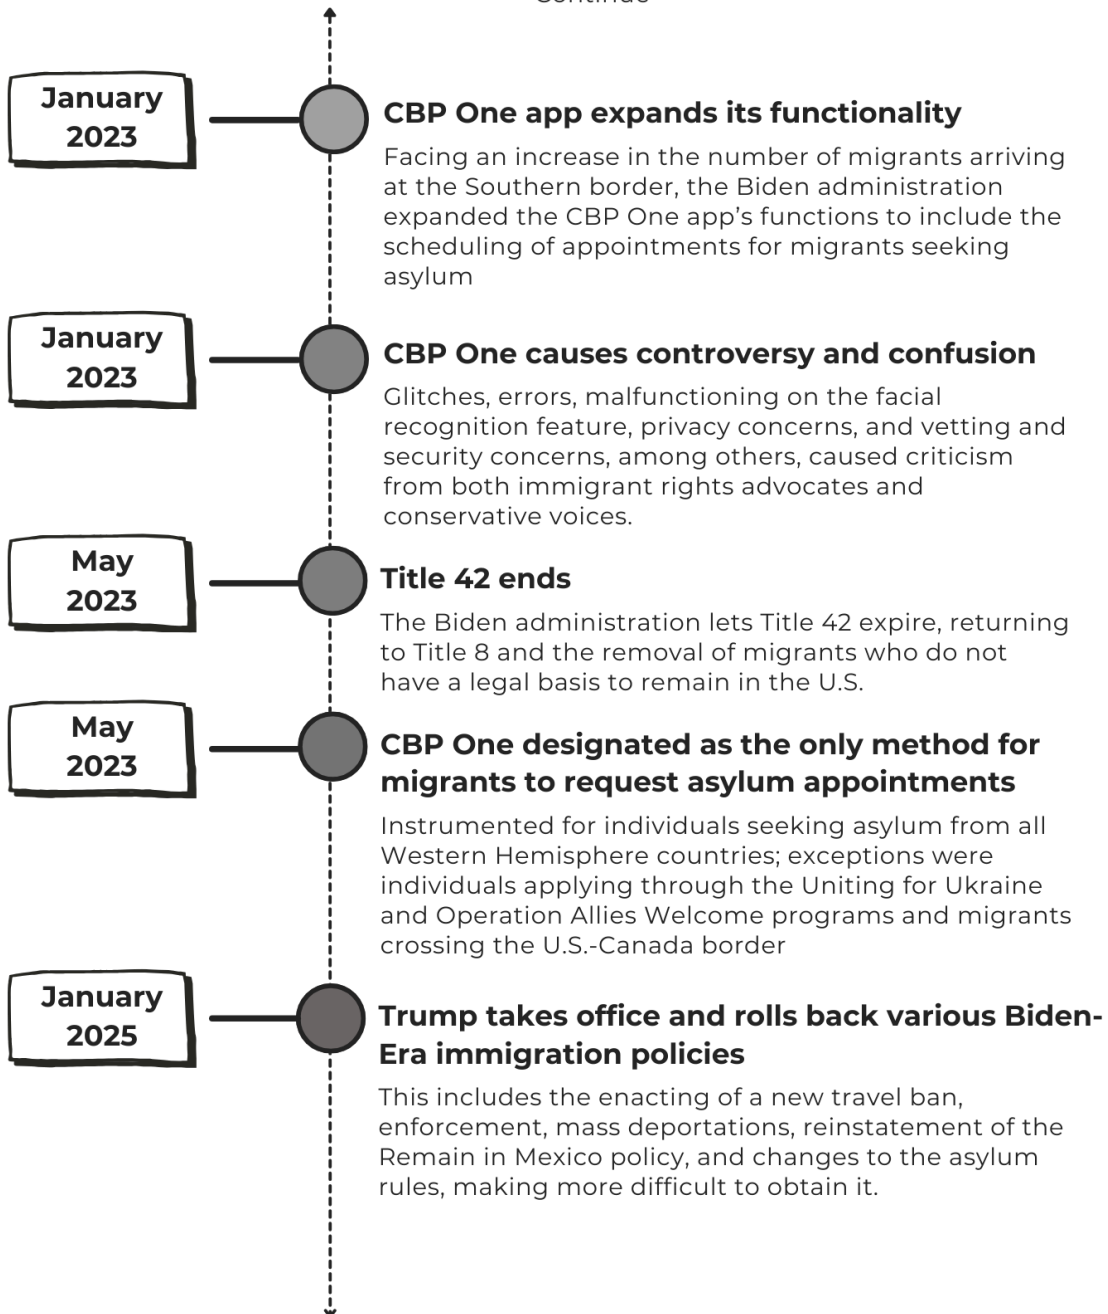 Continue
January
2023
CBP One app expands its functionality
Facing an increase in the number of migrants arriving
at the Southern border, the Biden administration
expanded the CBP One app’s functions to include the
scheduling of appointments for migrants seeking
asylum
January
2023
CBP One causes controversy and confusion
Glitches, errors, malfunctioning on the facial
recognition feature, privacy concerns, and vetting and
security concerns, among others, caused criticism
from both immigrant rights advocates and
conservative voices.
May
2023
Title 42 ends
The Biden administration lets Title 42 expire, returning
to Title 8 and the removal of migrants who do not
have a legal basis to remain in the U.S.
May
2023
CBP One designated as the only method for
migrants to request asylum appointments
Instrumented for individuals seeking asylum from all
Western Hemisphere countries; exceptions were
individuals applying through the Uniting for Ukraine
and Operation Allies Welcome programs and migrants
crossing the U.S.-Canada border
January
2025
Trump takes office and rolls back various Biden-
Era immigration policies
This includes the enacting of a new travel ban,
enforcement, mass deportations, reinstatement of the
Remain in Mexico policy, and changes to the asylum
rules, making more difficult to obtain it.